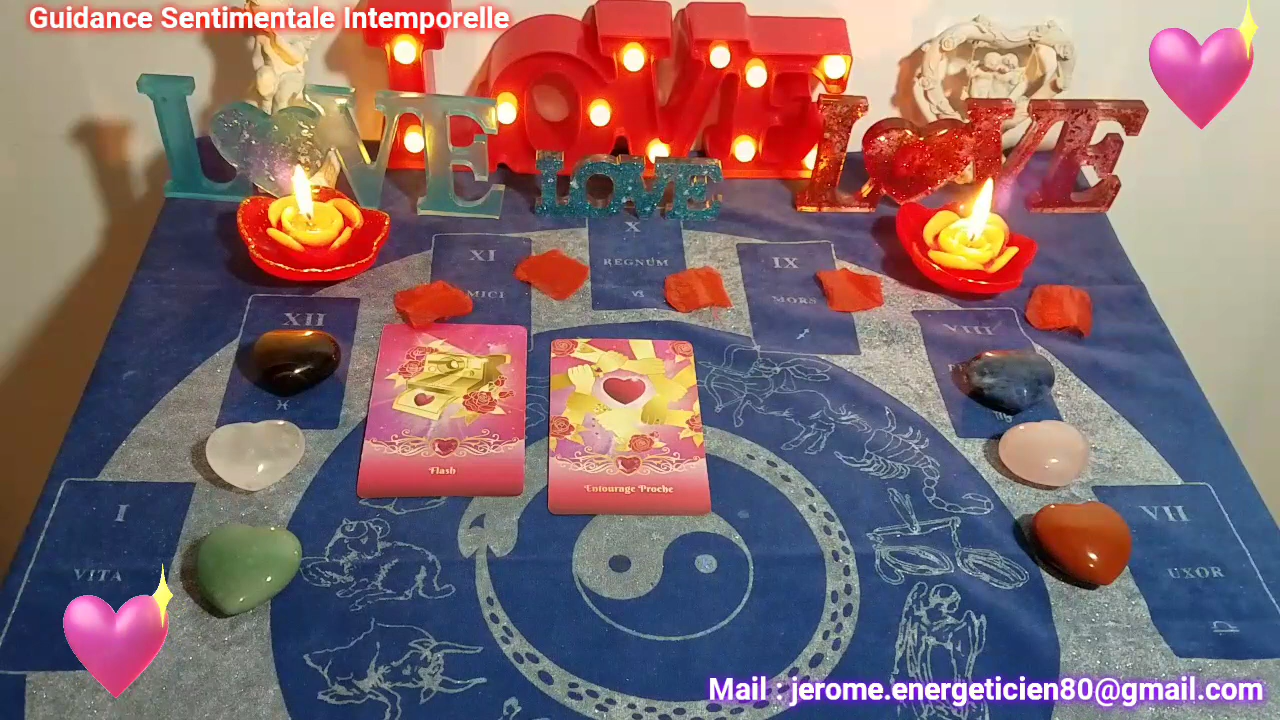 Guidance Sentimentale Intemporelle
LOVE
LOVE
LOVE
LOVE
X
REGNUM
XI
IX
MORS
XII
VIII
Flash
Entourage Proche
I
VITA
VII
UXOR
Mail : jerome.energeticien80@gmail.com